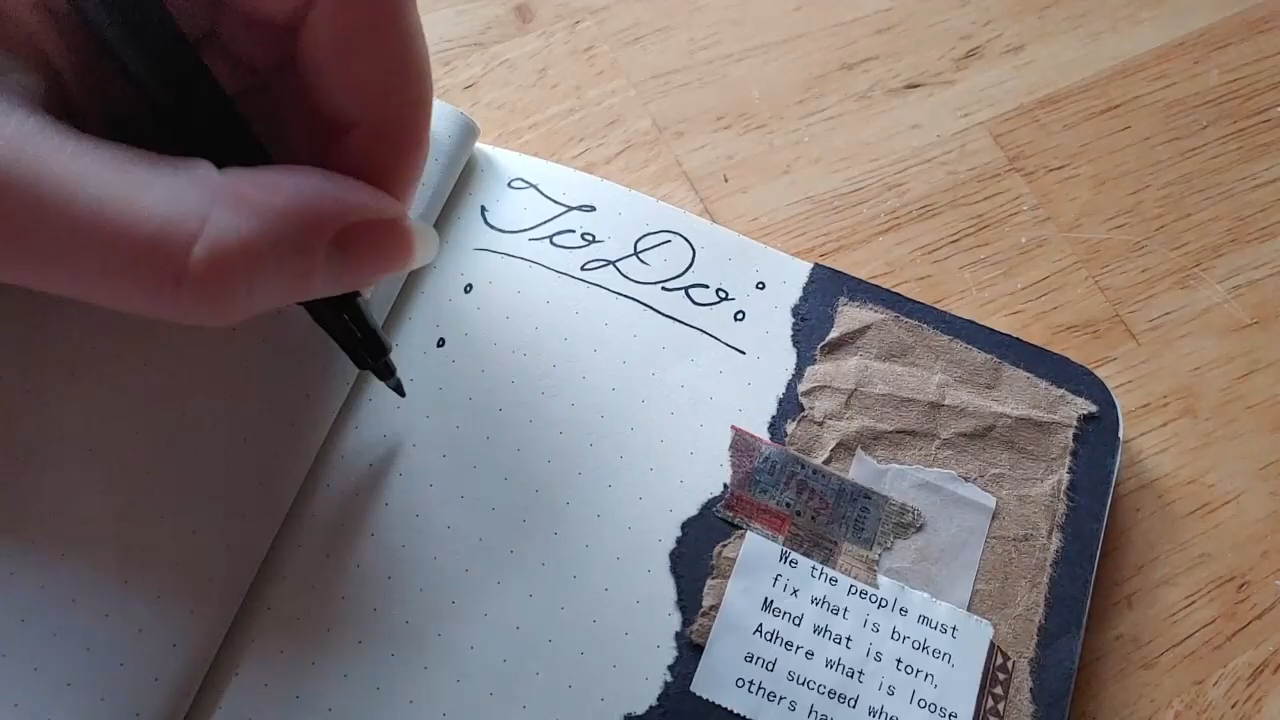 To Do:
We the people must
fix what is broken,
Mend what is torn,
Adhere what is loose
and succeed
others